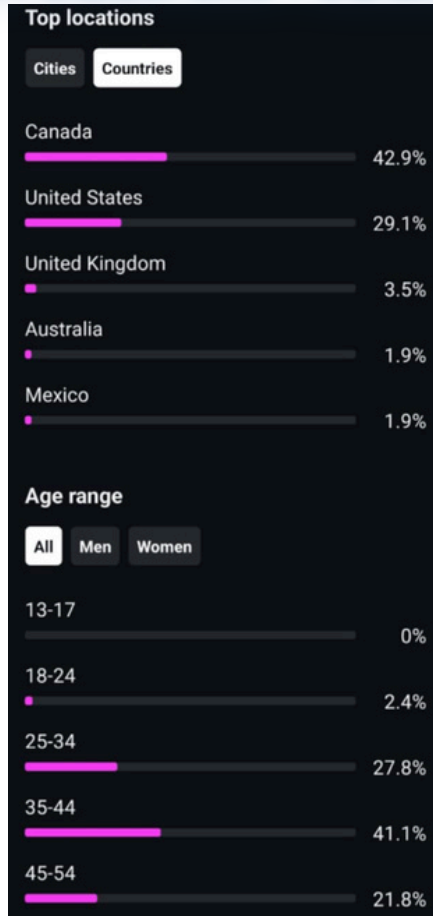 Top locations
Cities Countries
Canada
42.9%
United States
29.1%
United Kingdom
3.5%
Australia
1.9%
Mexico
1.9%
Age range
All Men Women
13-17
0%
18-24
2.4%
25-34
27.8%
35-44
41.1%
45-54
21.8%